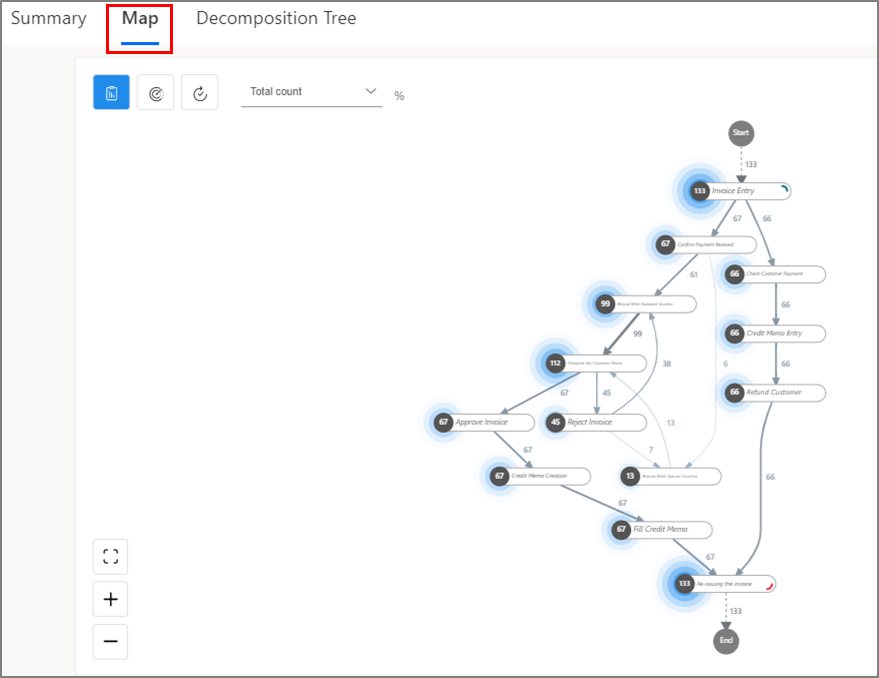 Summary Map Decomposition Tree
Total count %
Start
133
133 Invoice Entry
67 66
67 Confirm Payment Received
61
66 Check Customer Payment
66
99 Refund With Standard Voucher
99
66 Credit Memo Entry
38
112 Complete the Customer Memo
6
66
67 45
66 Refund Customer
67 Approve Invoice
45 Reject Invoice
13
67
7
67 Credit Memo Creation
13 Refund With Special Voucher
66
67
67 Fill Credit Memo
67
133 Re-issuing the invoice
133
End